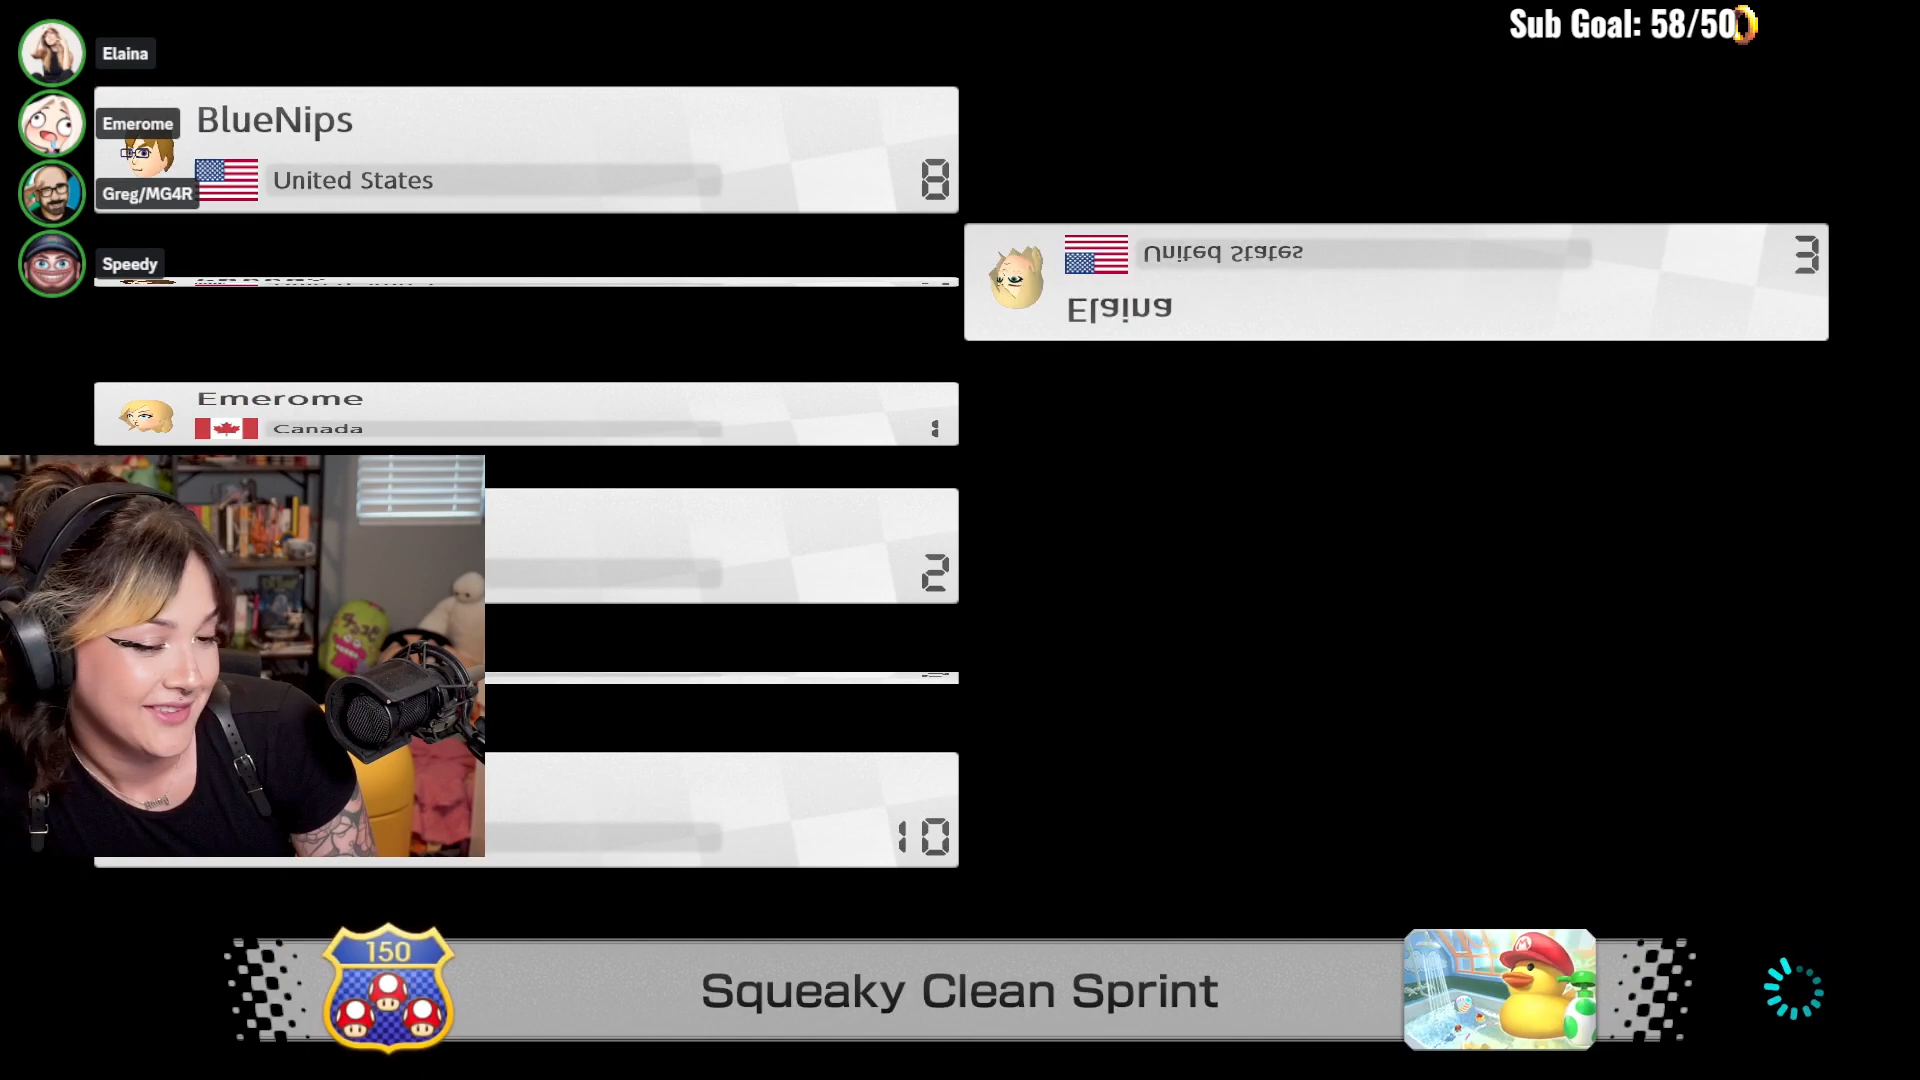 Sub Goal: 58/50
Elaina
Emerome
Greg/MG4R
Speedy
BlueNips
United States
8
Elaina
United States
3
Emerome
Canada
1
2
10
150
Squeaky Clean Sprint